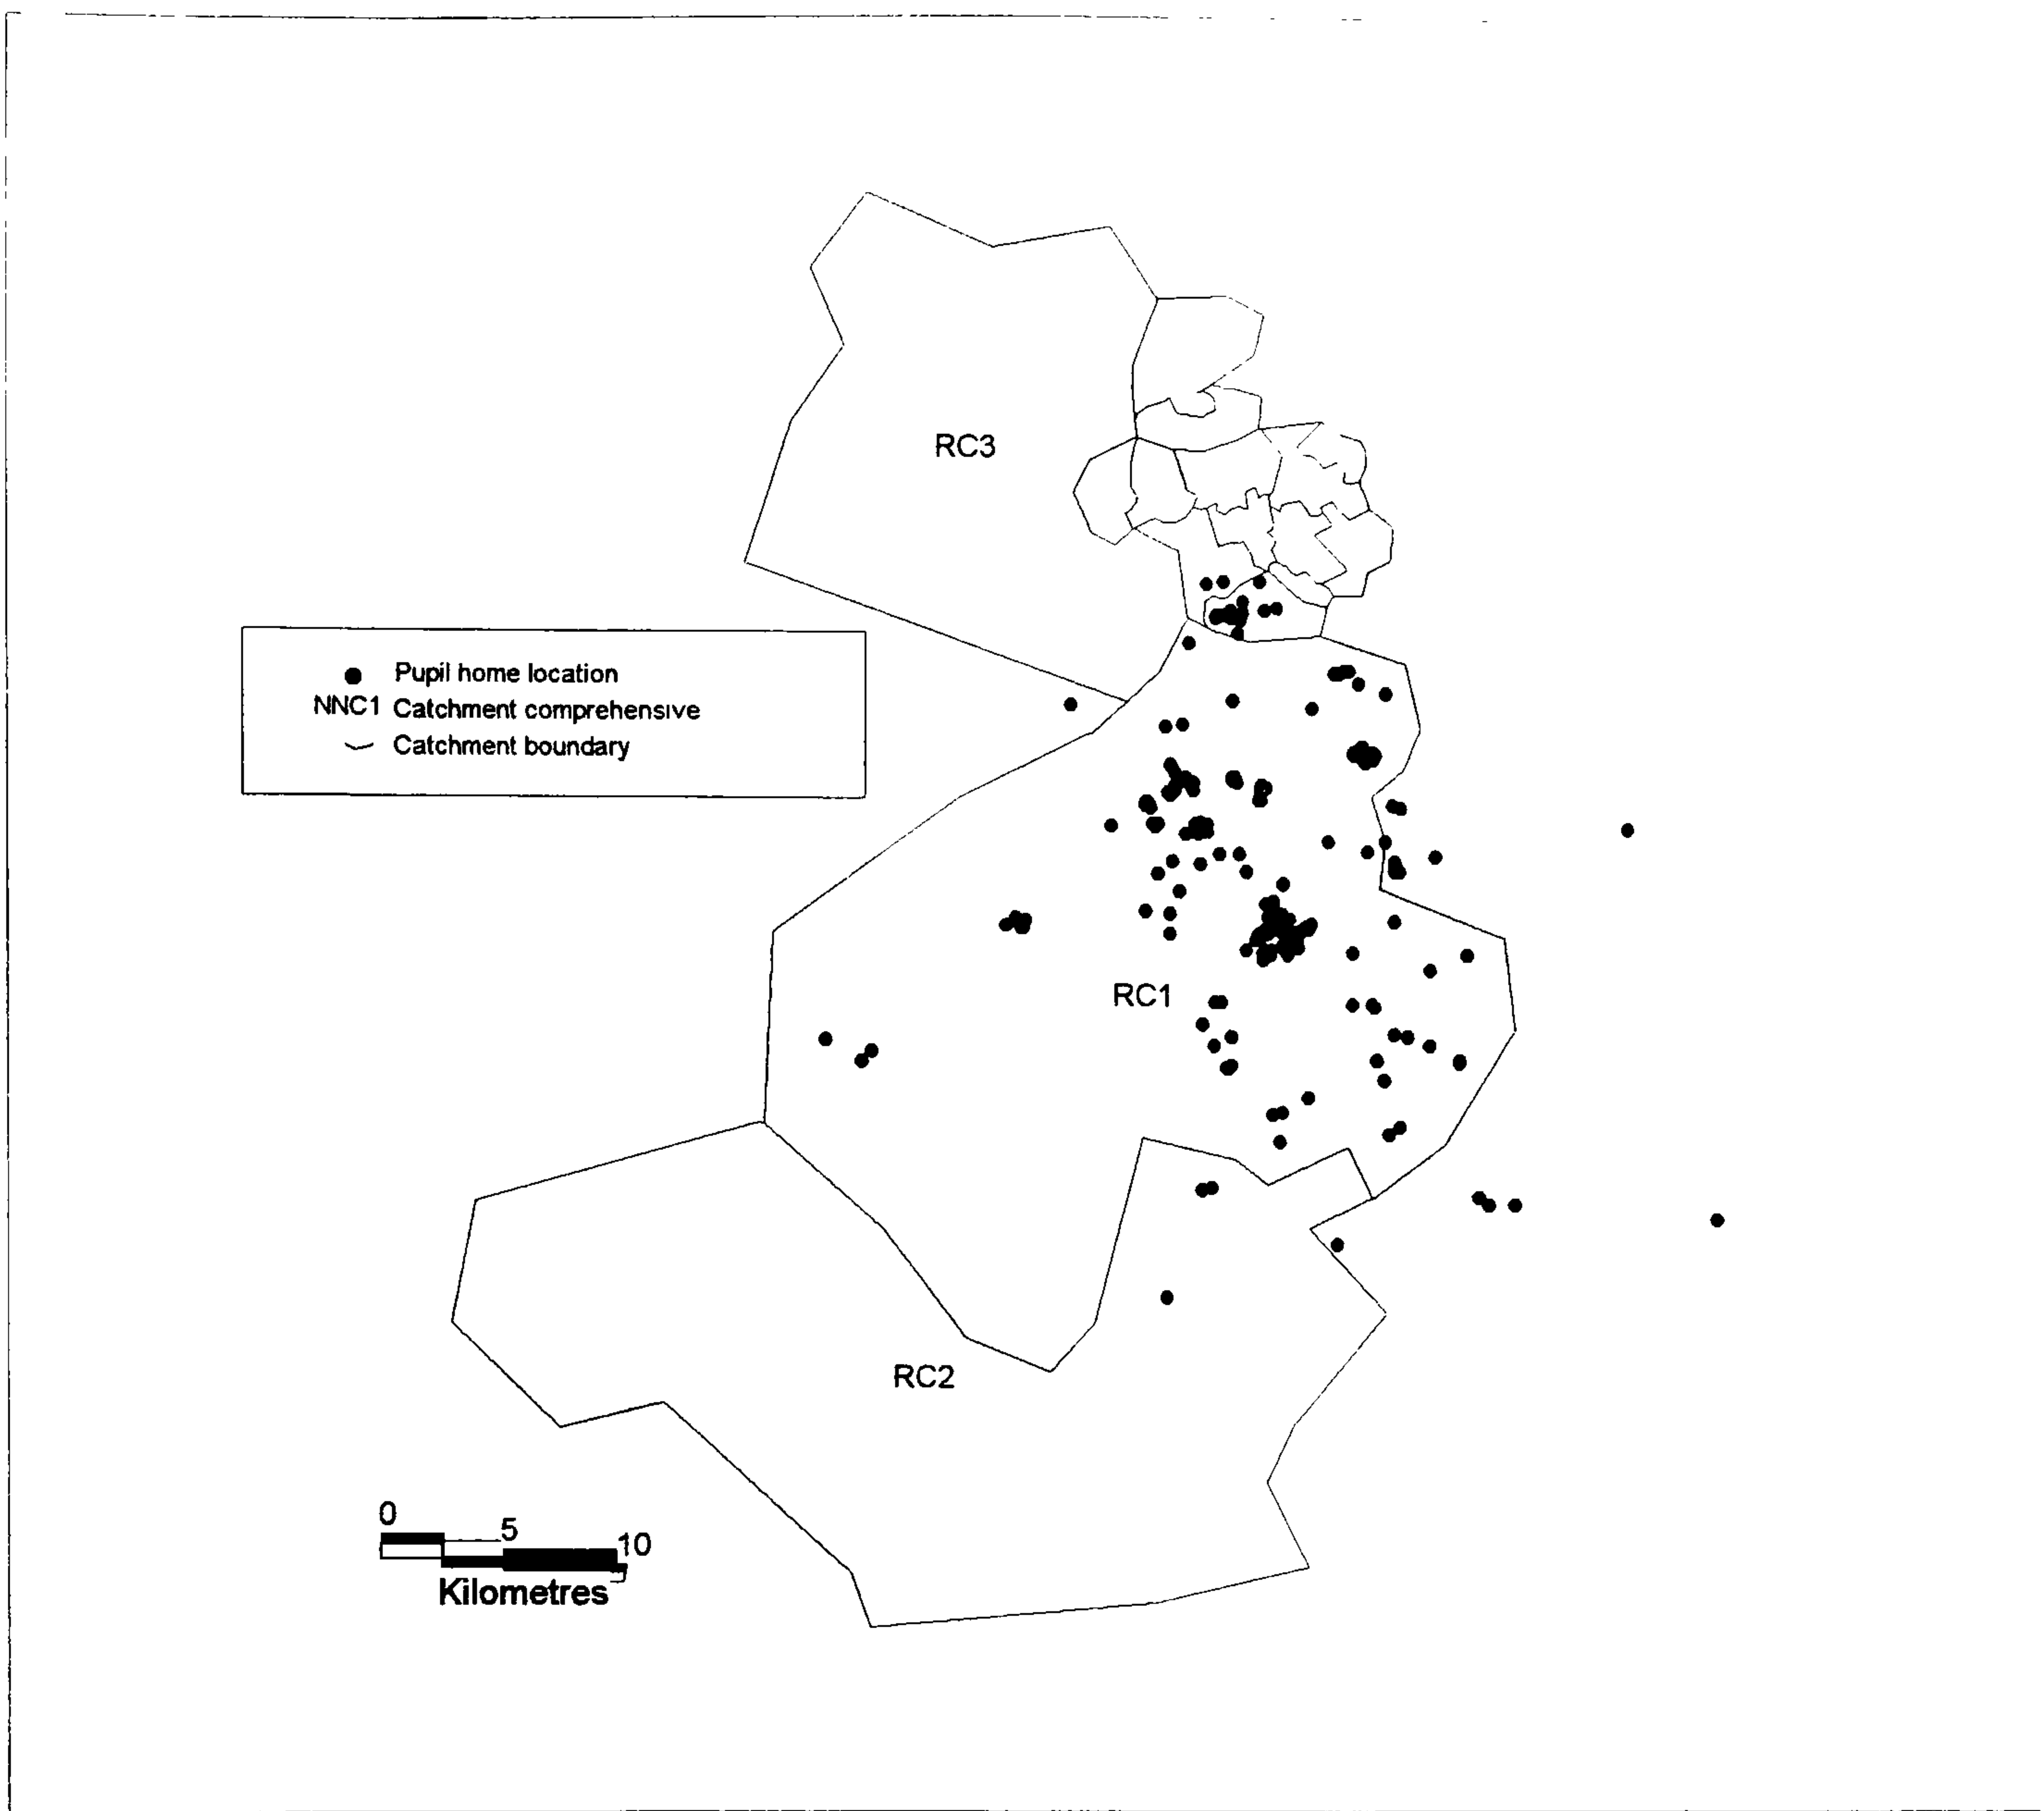 RC3
Pupil home location
NNC1 Catchment comprehensive
Catchment boundary
RC1
RC2
0 5 10
Kilometres